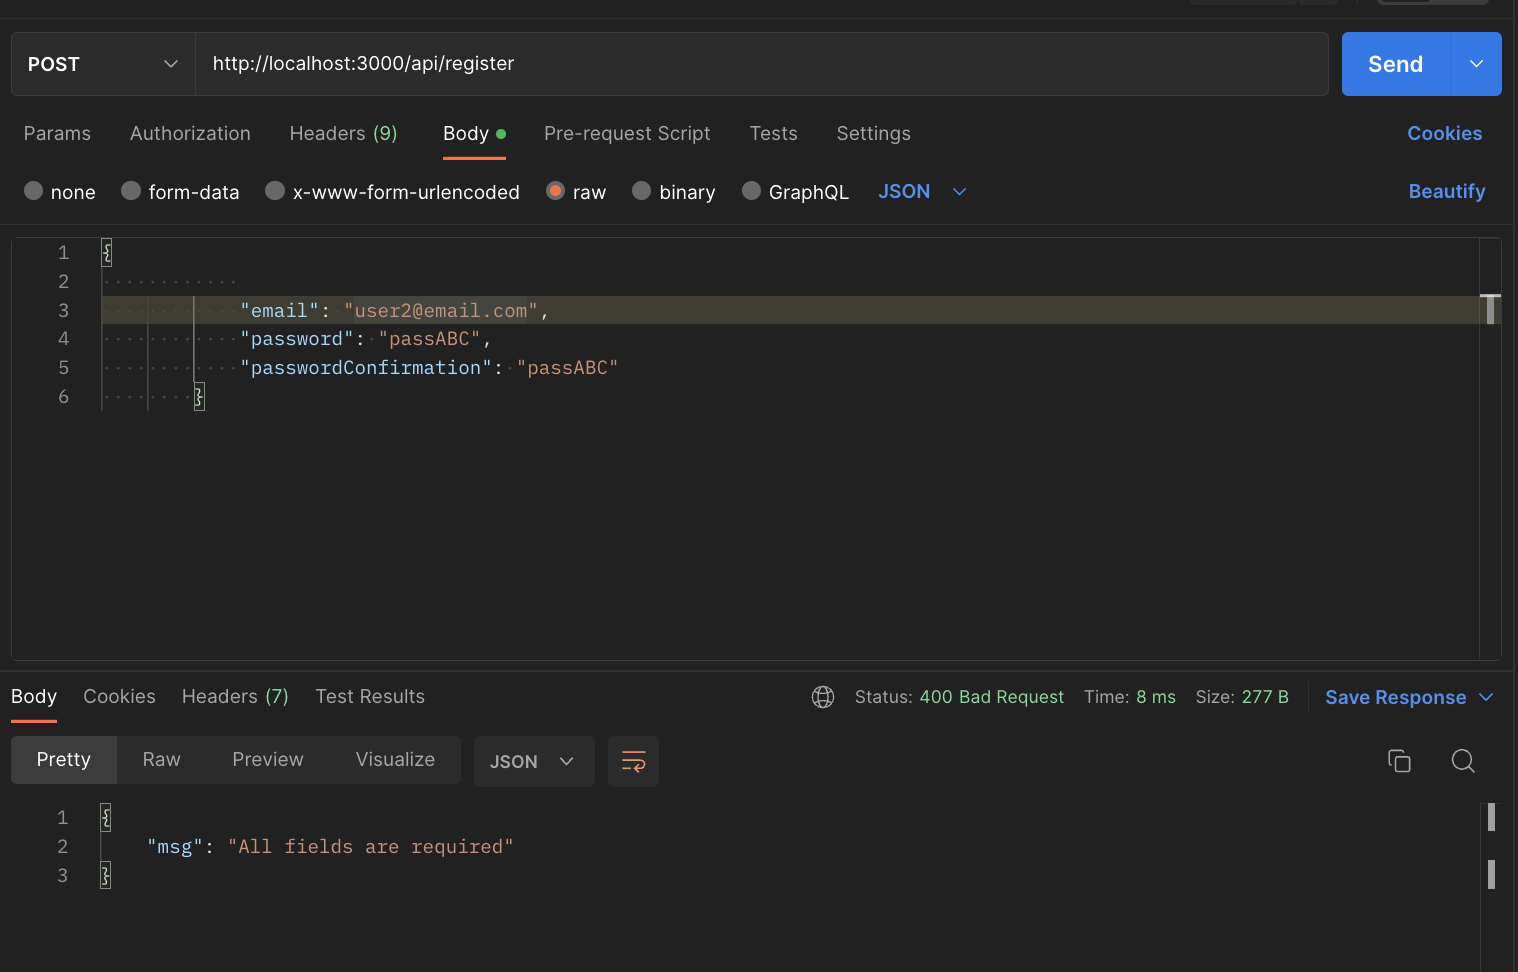 POST http://localhost:3000/api/register Send
Params Authorization Headers (9) Body Pre-request Script Tests Settings Cookies
none form-data x-www-form-urlencoded raw binary GraphQL JSON Beautify
1 {
2
3 "email": "user2@email.com",
4 "password": "passABC",
5 "passwordConfirmation": "passABC"
6 }
Body Cookies Headers (7) Test Results Status: 400 Bad Request Time: 8 ms Size: 277 B Save Response
Pretty Raw Preview Visualize JSON
1 {
2 "msg": "All fields are required"
3 }